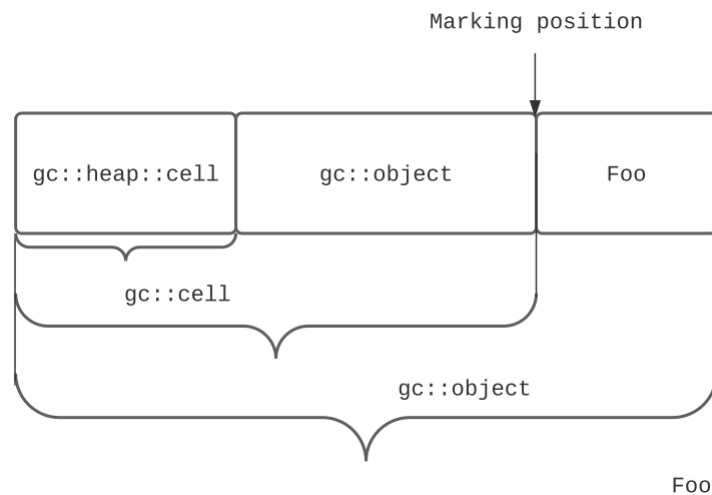 Marking position
gc::heap::cell
gc::object
Foo
gc::cell
gc::object
Foo